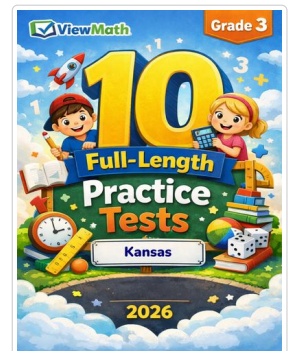 ViewMath
Grade 3
10
Full-Length
Practice
Tests
Kansas
2026